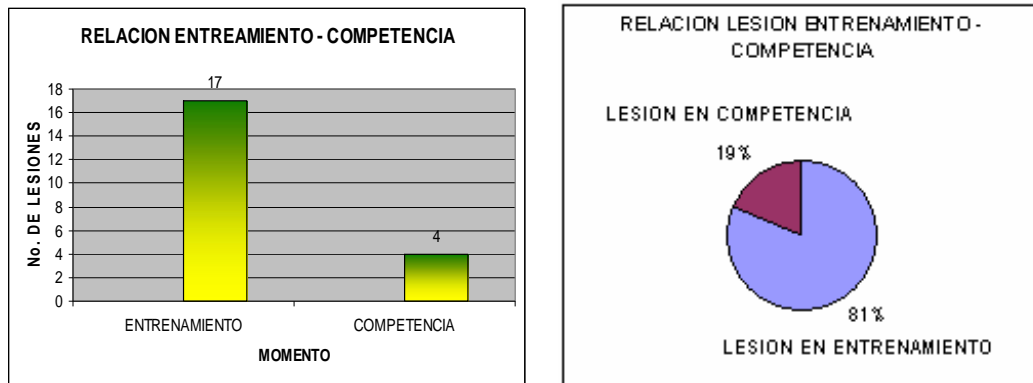 RELACION ENTREAMIENTO - COMPETENCIA
No. DE LESIONES
18
16
14
12
10
8
6
4
2
0
17
4
ENTRENAMIENTO
COMPETENCIA
MOMENTO
RELACION LESION ENTRENAMIENTO -
COMPETENCIA
LESION EN COMPETENCIA
19%
81%
LESION EN ENTRENAMIENTO